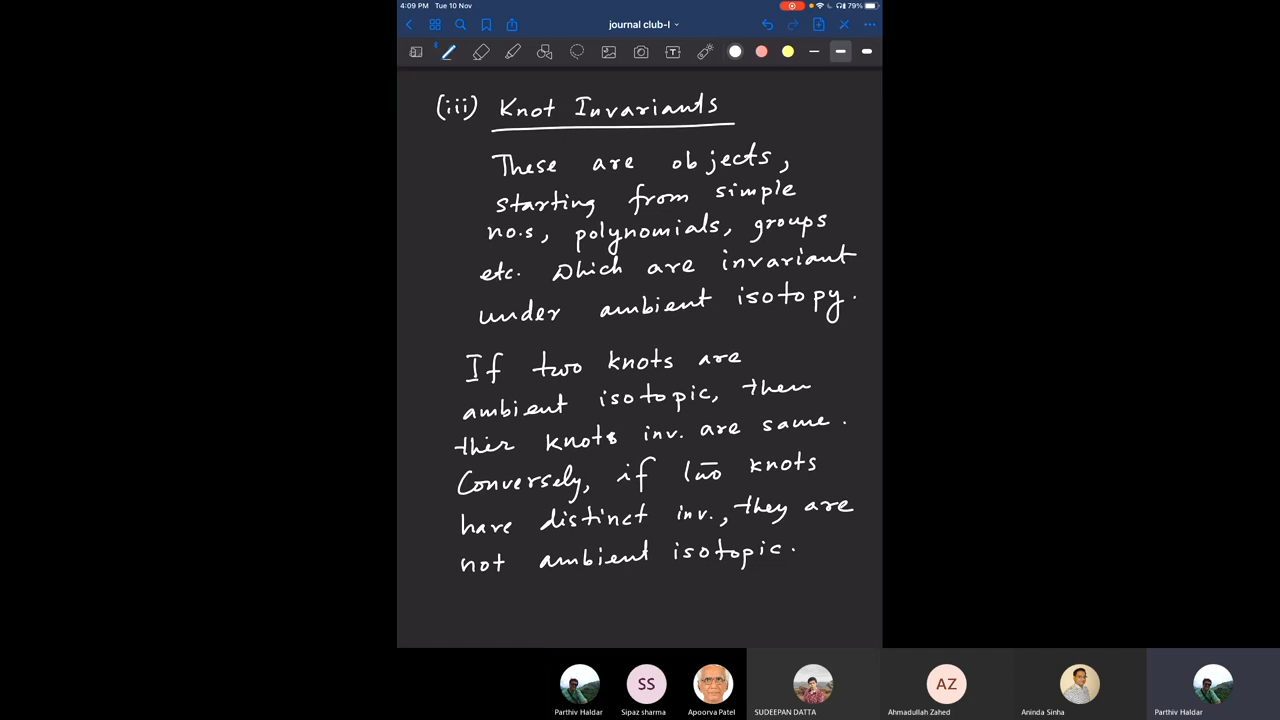 4:09 PM Tue 10 Nov
79%
journal club-I
(iii) Knot Invariants
These are objects,
starting from simple
no.s, polynomials, groups
etc. which are invariant
under ambient isotopy.
If two knots are
ambient isotopic, then
thier knots inv. are same.
Conversely, if two knots
have distinct inv., they are
not ambient isotopic.
SS
AZ
Parthiv Haldar
Sipaz sharma
Apoorva Patel
SUDEEPAN DATTA
Ahmadullah Zahed
Aninda Sinha
Parthiv Haldar